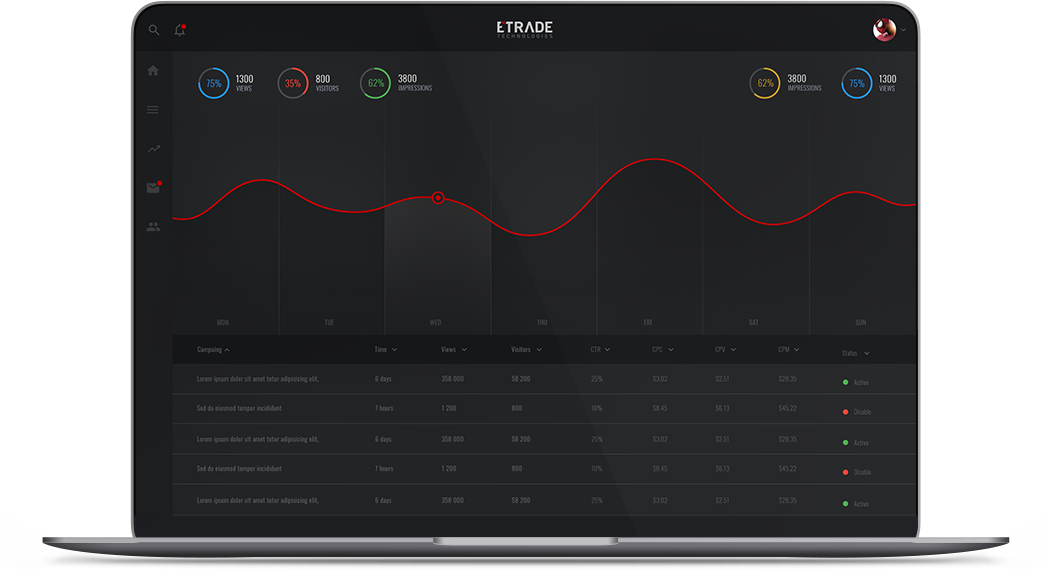 ETRADE
TECHNOLOGIES
75% 1300 VIEWS
35% 800 VISITORS
62% 3800 IMPRESSIONS
62% 3800 IMPRESSIONS
75% 1300 VIEWS
MON TUE WED THU FRI SAT SUN
Campaing Time Views Visitors CTR CPC CPV CPM Status
Lorem ipsum dolor sit amet tetur adipisicing elit, 6 days 358 000 58 200 25% $3.02 $2.51 $28.35 Active
Sed do eiusmod temper incididunt 7 hours 1 200 800 10% $8.45 $6.13 $45.22 Disable
Lorem ipsum dolor sit amet tetur adipisicing elit, 6 days 358 000 58 200 25% $3.02 $2.51 $28.35 Active
Sed do eiusmod temper incididunt 7 hours 1 200 800 10% $8.45 $6.13 $45.22 Disable
Lorem ipsum dolor sit amet tetur adipisicing elit, 6 days 358 000 58 200 25% $3.02 $2.51 $28.35 Active